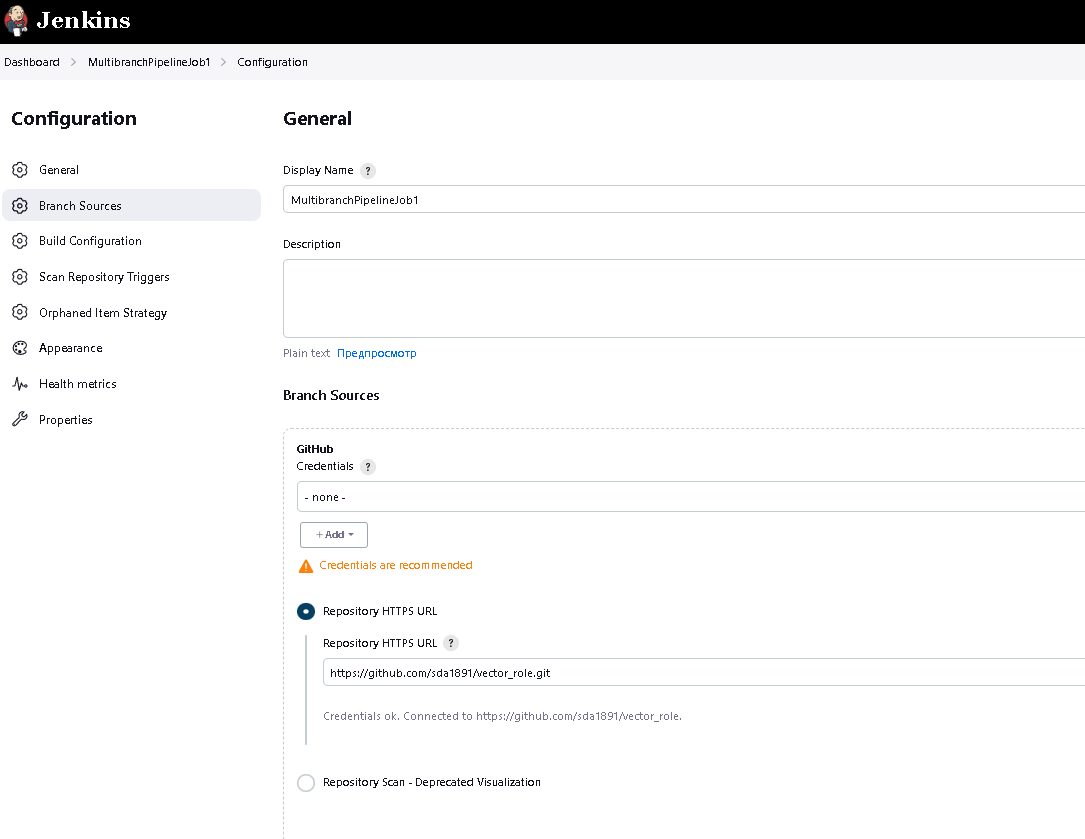 Jenkins
Dashboard > MultibranchPipelineJob1 > Configuration
Configuration
General
Branch Sources
Build Configuration
Scan Repository Triggers
Orphaned Item Strategy
Appearance
Health metrics
Properties
General
Display Name ?
MultibranchPipelineJob1
Description
Plain text Предпросмотр
Branch Sources
GitHub
Credentials ?
- none -
+ Add
Credentials are recommended
Repository HTTPS URL
Repository HTTPS URL ?
https://github.com/sda1891/vector_role.git
Credentials ok. Connected to https://github.com/sda1891/vector_role.
Repository Scan - Deprecated Visualization